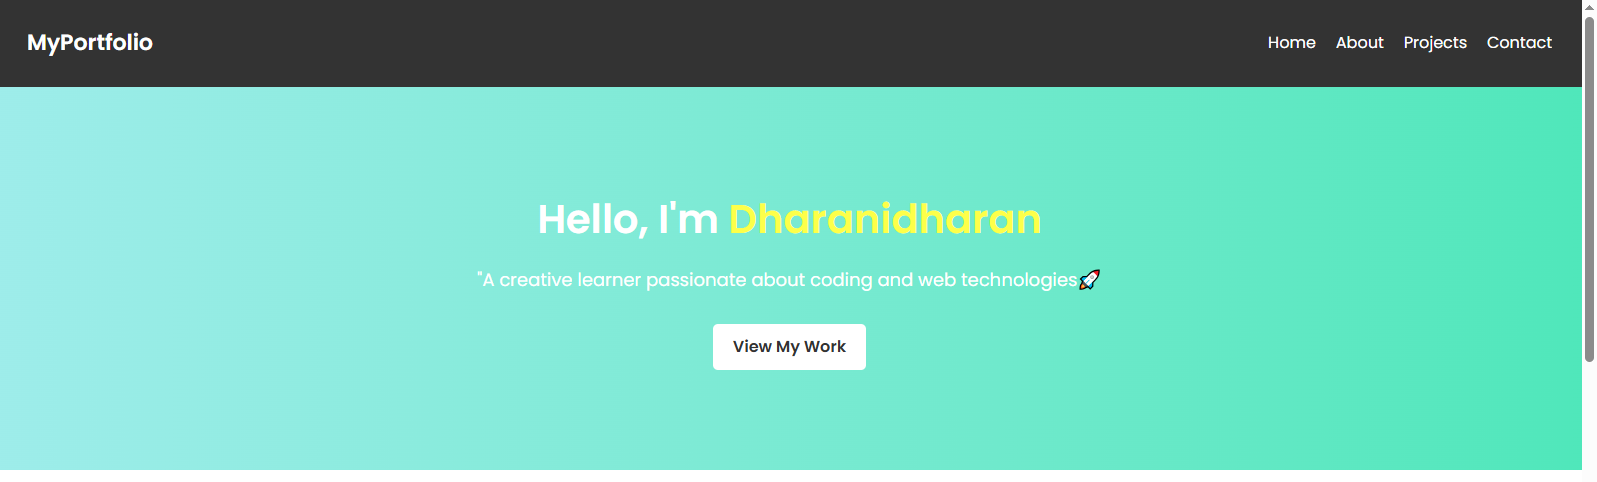 MyPortfolio
Home About Projects Contact
Hello, I'm Dharanidharan
"A creative learner passionate about coding and web technologies🚀
View My Work